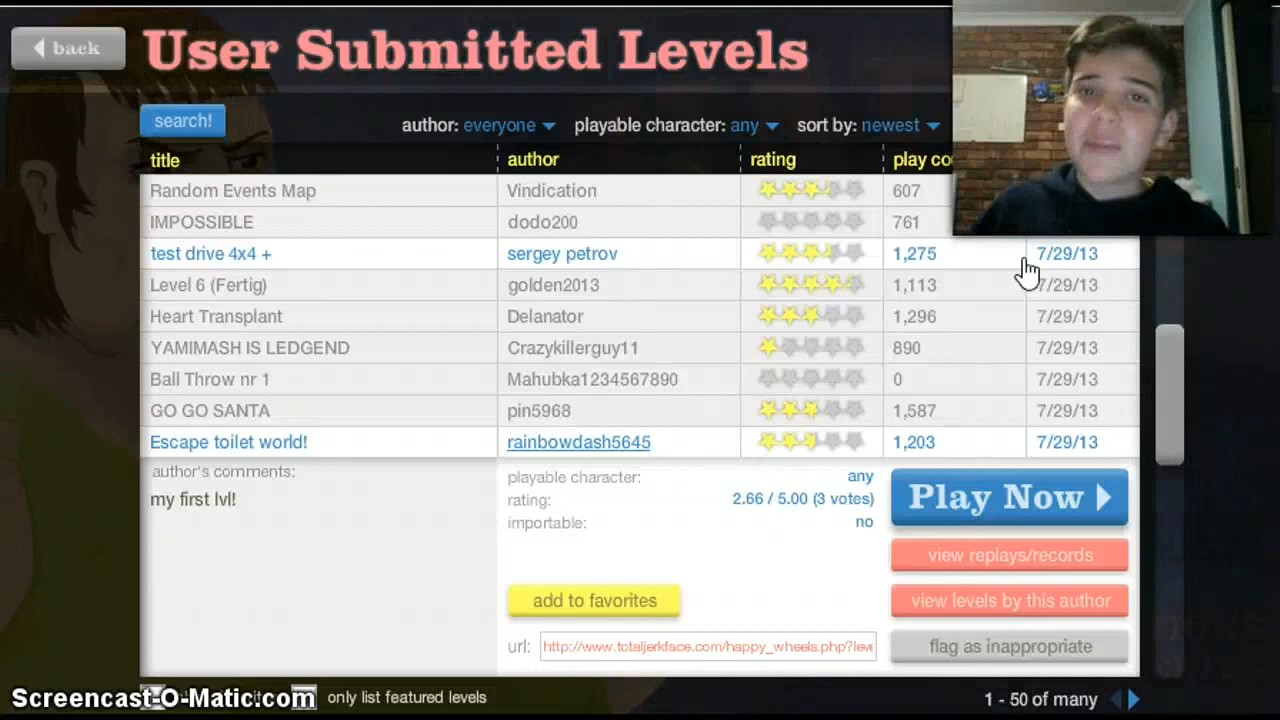 back
User Submitted Levels
search!
author: everyone playable character: any sort by: newest
title author rating play co
Random Events Map Vindication 607
IMPOSSIBLE dodo200 761
test drive 4x4 + sergey petrov 1,275 7/29/13
Level 6 (Fertig) golden2013 1,113 7/29/13
Heart Transplant Delanator 1,296 7/29/13
YAMIMASH IS LEDGEND Crazykillerguy11 890 7/29/13
Ball Throw nr 1 Mahubka1234567890 0 7/29/13
GO GO SANTA pin5968 1,587 7/29/13
Escape toilet world! rainbowdash5645 1,203 7/29/13
author's comments:
my first lvl!
playable character: any
rating: 2.66 / 5.00 (3 votes)
importable: no
add to favorites
url: http://www.totaljerkface.com/happy_wheels.php?leve
Play Now
view replays/records
view levels by this author
flag as inappropriate
Screencast-O-Matic.com
only list featured levels
1 - 50 of many